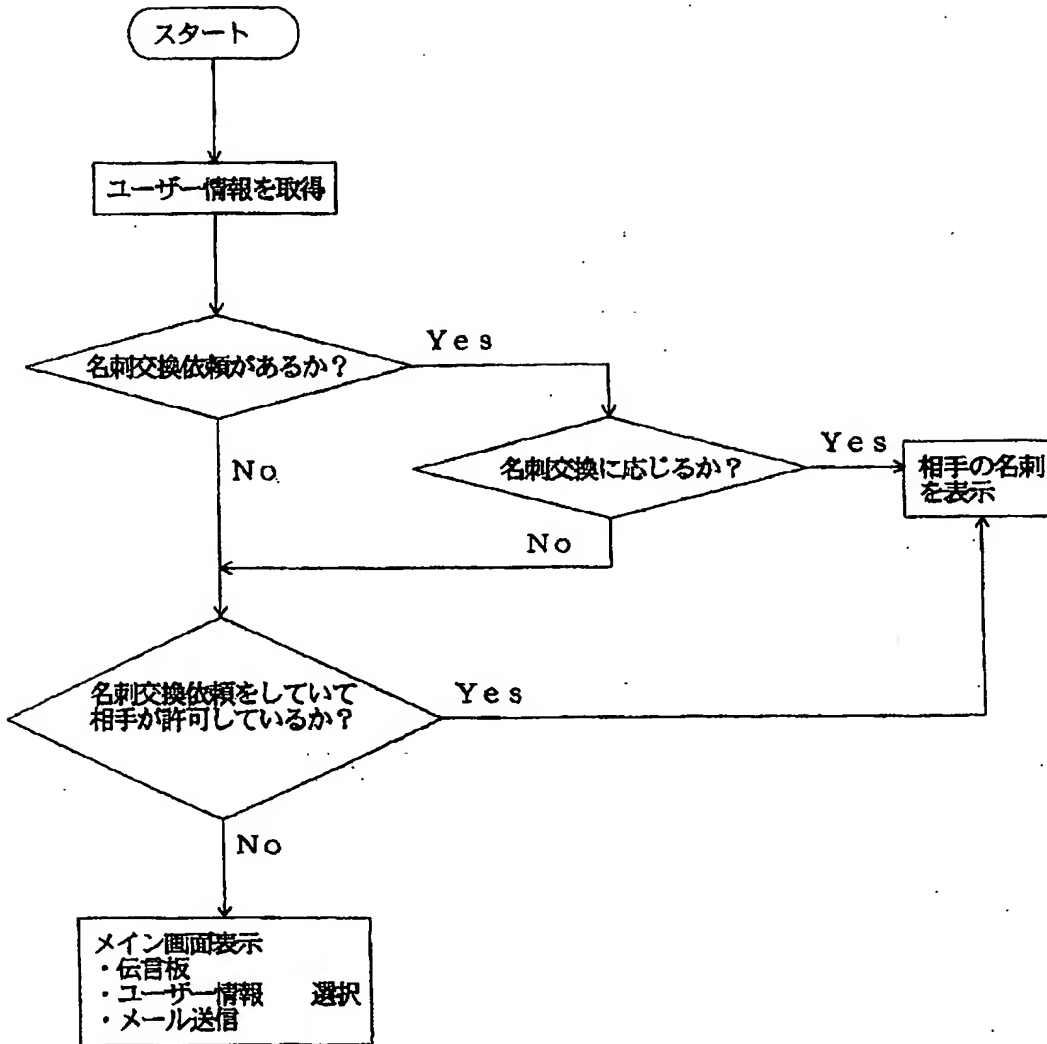 スタート
ユーザー情報を取得
名刺交換依頼があるか?
Yes
No
名刺交換に応じるか?
Yes
相手の名刺
を表示
No
名刺交換依頼をしていて
相手が許可しているか?
Yes
No
メイン画面表示
・伝言板
・ユーザー情報 選択
・メール送信